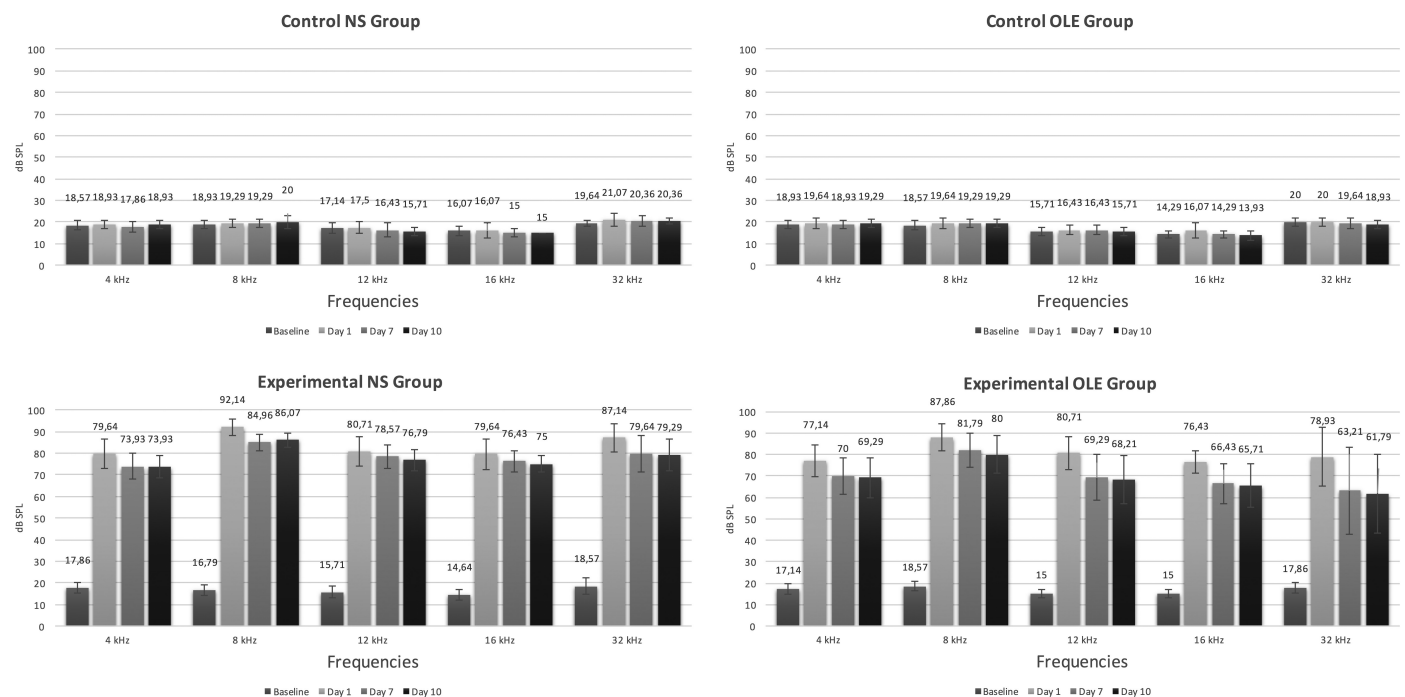 Control NS Group
100
90
80
70
60
50
40
30
20
10
0
dB SPL
18,57 18,93 17,86 18,93
18,93 19,29 19,29 20
17,14 17,5 16,43 15,71
16,07 16,07 15 15
19,64 21,07 20,36 20,36
4 kHz 8 kHz 12 kHz 16 kHz 32 kHz
Frequencies
Baseline Day 1 Day 7 Day 10
Control OLE Group
100
90
80
70
60
50
40
30
20
10
0
dB SPL
18,93 19,64 18,93 19,29
18,57 19,64 19,29 19,29
15,71 16,43 16,43 15,71
14,29 16,07 14,29 13,93
20 20 19,64 18,93
4 kHz 8 kHz 12 kHz 16 kHz 32 kHz
Frequencies
Baseline Day 1 Day 7 Day 10
Experimental NS Group
100
90
80
70
60
50
40
30
20
10
0
dB SPL
17,86 79,64 73,93 73,93
16,79 92,14 84,96 86,07
15,71 80,71 78,57 76,79
14,64 79,64 76,43 75
18,57 87,14 79,64 79,29
4 kHz 8 kHz 12 kHz 16 kHz 32 kHz
Frequencies
Baseline Day 1 Day 7 Day 10
Experimental OLE Group
100
90
80
70
60
50
40
30
20
10
0
dB SPL
17,14 77,14 70 69,29
18,57 87,86 81,79 80
15 80,71 69,29 68,21
15 76,43 66,43 65,71
17,86 78,93 63,21 61,79
4 kHz 8 kHz 12 kHz 16 kHz 32 kHz
Frequencies
Baseline Day 1 Day 7 Day 10